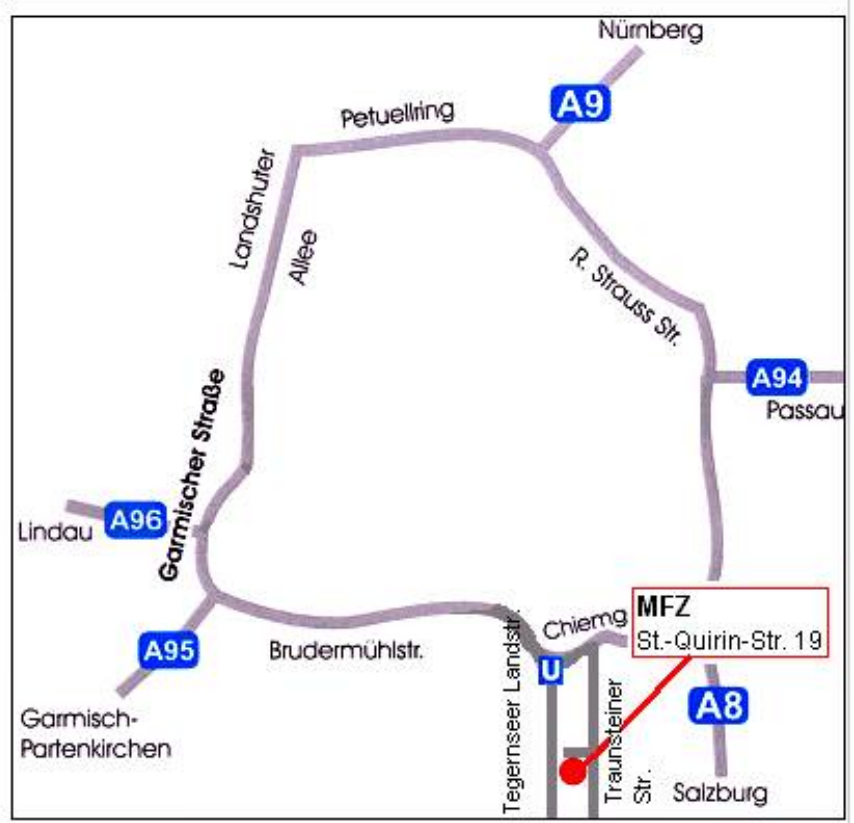 Nürnberg
A9
Petuellring
Landshuter
Allee
R. Strauss Str.
A94
Passau
Garmischer Straße
A96
Lindau
MFZ
St.-Quirin-Str. 19
Chiemg
Brudermühlstr.
A95
U
Tegernseer Landstr.
Traunsteiner
Str.
A8
Garmisch-
Partenkirchen
Salzburg